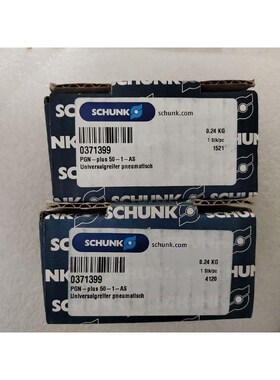 SCHUNK
schunk.com
0371399
0.24 KG
1 Stk/pc
1521
PGN-plus 50-1-AS
Universalgreifer pneumatisch
SCHUNK
SCHUNK
schunk.com
0371399
0.24 KG
1 Stk/pc
4120
PGN-plus 50-1-AS
Universalgreifer pneumatisch
SCHUNK